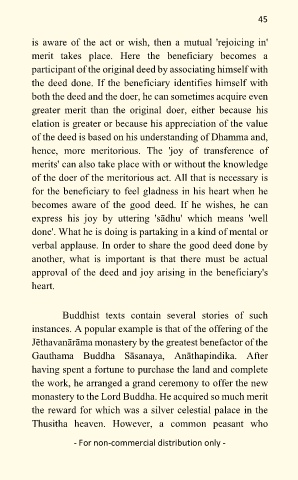 45
is aware of the act or wish, then a mutual 'rejoicing in'
merit takes place. Here the beneficiary becomes a
participant of the original deed by associating himself with
the deed done. If the beneficiary identifies himself with
both the deed and the doer, he can sometimes acquire even
greater merit than the original doer, either because his
elation is greater or because his appreciation of the value
of the deed is based on his understanding of Dhamma and,
hence, more meritorious. The 'joy of transference of
merits' can also take place with or without the knowledge
of the doer of the meritorious act. All that is necessary is
for the beneficiary to feel gladness in his heart when he
becomes aware of the good deed. If he wishes, he can
express his joy by uttering 'sādhu' which means 'well
done'. What he is doing is partaking in a kind of mental or
verbal applause. In order to share the good deed done by
another, what is important is that there must be actual
approval of the deed and joy arising in the beneficiary's
heart.
Buddhist texts contain several stories of such
instances. A popular example is that of the offering of the
Jēthavanārāma monastery by the greatest benefactor of the
Gauthama Buddha Sāsanaya, Anāthapindika. After
having spent a fortune to purchase the land and complete
the work, he arranged a grand ceremony to offer the new
monastery to the Lord Buddha. He acquired so much merit
the reward for which was a silver celestial palace in the
Thusitha heaven. However, a common peasant who
- For non-commercial distribution only -